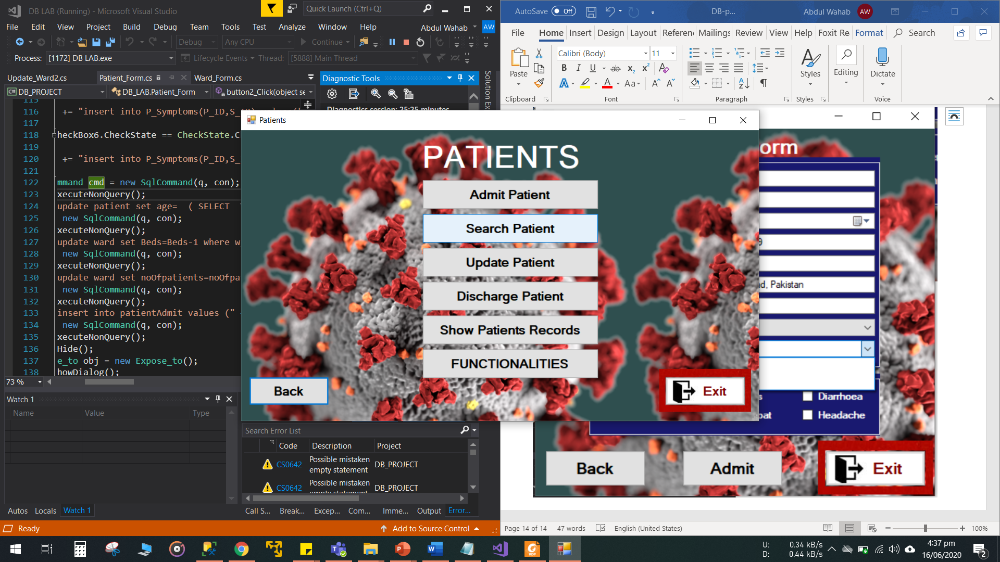 DB LAB (Running) - Microsoft Visual Studio
Quick Launch (Ctrl+Q)
File Edit View Project Build Debug Team Tools Test Analyze Window Help
Abdul Wahab
AW
Debug
Any CPU
Continue
Process: [1172] DB LAB.exe
Lifecycle Events
Thread: [5888] Main Thread
Update_Ward2.cs
Patient_Form.cs
Ward_Form.cs
DB_PROJECT
DB_LAB.Patient_Form
button2_Click(object se
115
116 += "insert into P_Symptoms(P_ID,S_ID)
117
118 heckBox6.CheckState == CheckState.C
119
120 += "insert into P_Symptoms(P_ID,S_
121
122 mmand cmd = new SqlCommand(q, con);
123 xecuteNonQuery();
124 update patient set age= ( SELECT
125 new SqlCommand(q, con);
126 xecuteNonQuery();
127 update ward set Beds=Beds-1 where w_
128 new SqlCommand(q, con);
129 xecuteNonQuery();
130 update ward set noOfpatients=noOfpa
131 new SqlCommand(q, con);
132 xecuteNonQuery();
133 insert into patientAdmit values ("
134 new SqlCommand(q, con);
135 xecuteNonQuery();
136 Hide();
137 e_to obj = new Expose_to();
138 howDialog();
73 %
Watch 1
Name Value Type
Autos Locals Watch 1
Diagnostic Tools
Diagnostics session: 25:25 minutes
Solution Ex
Search Error List
Code Description Project
CS0642 Possible mistaken empty statement DB_PROJECT
CS0642 Possible mistaken empty statement DB_PROJECT
Call S... Break... Excep... Com... Imme... Output Error...
Ready
Add to Source Control
Patients
PATIENTS
Admit Patient
Search Patient
Update Patient
Discharge Patient
Show Patients Records
FUNCTIONALITIES
Back
Exit
AutoSave Off
DB-p...
Abdul Wahab
AW
File Home Insert Design Layout Referen Mailings Review View Help Foxit Re Format Search
Paste
Calibri (Body) 11
Styles
Editing
Dictate
Clipboard Font Paragraph Styles Voice
orm
9
d, Pakistan
s
Diarrhoea
oat
Headache
Back
Admit
Exit
Page 14 of 14 47 words English (United States)
100%
U: 0.34 kB/s
D: 0.44 kB/s
4:37 pm
16/06/2020
2